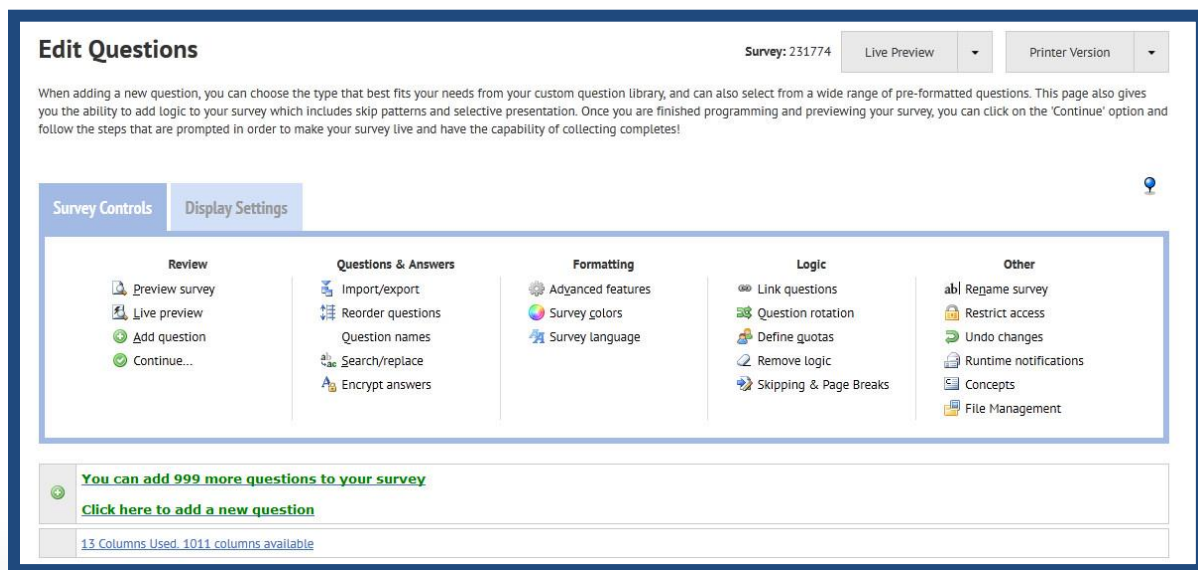 Edit Questions
Survey: 231774
Live Preview
Printer Version
When adding a new question, you can choose the type that best fits your needs from your custom question library, and can also select from a wide range of pre-formatted questions. This page also gives
you the ability to add logic to your survey which includes skip patterns and selective presentation. Once you are finished programming and previewing your survey, you can click on the 'Continue' option and
follow the steps that are prompted in order to make your survey live and have the capability of collecting completes!
Survey Controls
Display Settings
Review
Preview survey
Live preview
Add question
Continue...
Questions & Answers
Import/export
Reorder questions
Question names
Search/replace
Encrypt answers
Formatting
Advanced features
Survey colors
Survey language
Logic
Link questions
Question rotation
Define quotas
Remove logic
Skipping & Page Breaks
Other
Rename survey
Restrict access
Undo changes
Runtime notifications
Concepts
File Management
You can add 999 more questions to your survey
Click here to add a new question
13 Columns Used. 1011 columns available